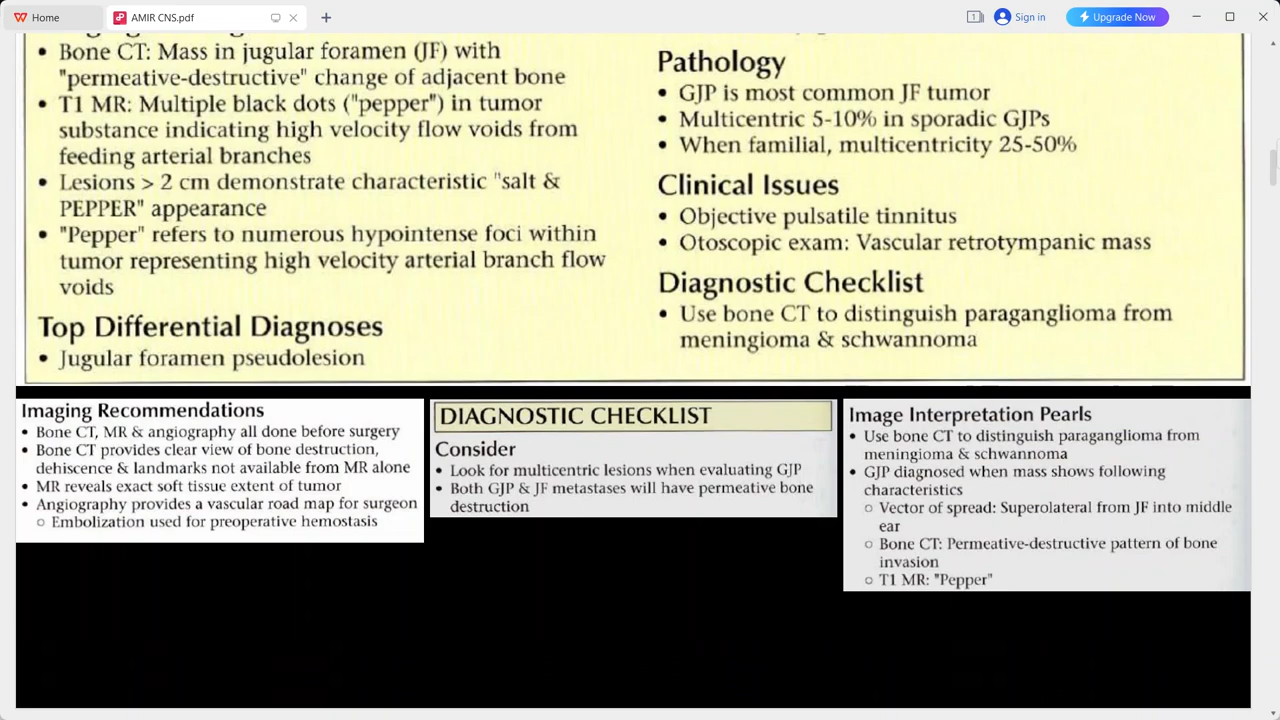 Home
AMIR CNS.pdf
1
Sign in
Upgrade Now
• Bone CT: Mass in jugular foramen (JF) with
"permeative-destructive" change of adjacent bone
• T1 MR: Multiple black dots ("pepper") in tumor
substance indicating high velocity flow voids from
feeding arterial branches
• Lesions > 2 cm demonstrate characteristic "salt &
PEPPER" appearance
• "Pepper" refers to numerous hypointense foci within
tumor representing high velocity arterial branch flow
voids
Top Differential Diagnoses
• Jugular foramen pseudolesion
Pathology
• GJP is most common JF tumor
• Multicentric 5-10% in sporadic GJPs
• When familial, multicentricity 25-50%
Clinical Issues
• Objective pulsatile tinnitus
• Otoscopic exam: Vascular retrotympanic mass
Diagnostic Checklist
• Use bone CT to distinguish paraganglioma from
meningioma & schwannoma
Imaging Recommendations
• Bone CT, MR & angiography all done before surgery
• Bone CT provides clear view of bone destruction,
dehiscence & landmarks not available from MR alone
• MR reveals exact soft tissue extent of tumor
• Angiography provides a vascular road map for surgeon
○ Embolization used for preoperative hemostasis
DIAGNOSTIC CHECKLIST
Consider
• Look for multicentric lesions when evaluating GJP
• Both GJP & JF metastases will have permeative bone
destruction
Image Interpretation Pearls
• Use bone CT to distinguish paraganglioma from
meningioma & schwannoma
• GJP diagnosed when mass shows following
characteristics
○ Vector of spread: Superolateral from JF into middle
ear
○ Bone CT: Permeative-destructive pattern of bone
invasion
○ T1 MR: "Pepper"